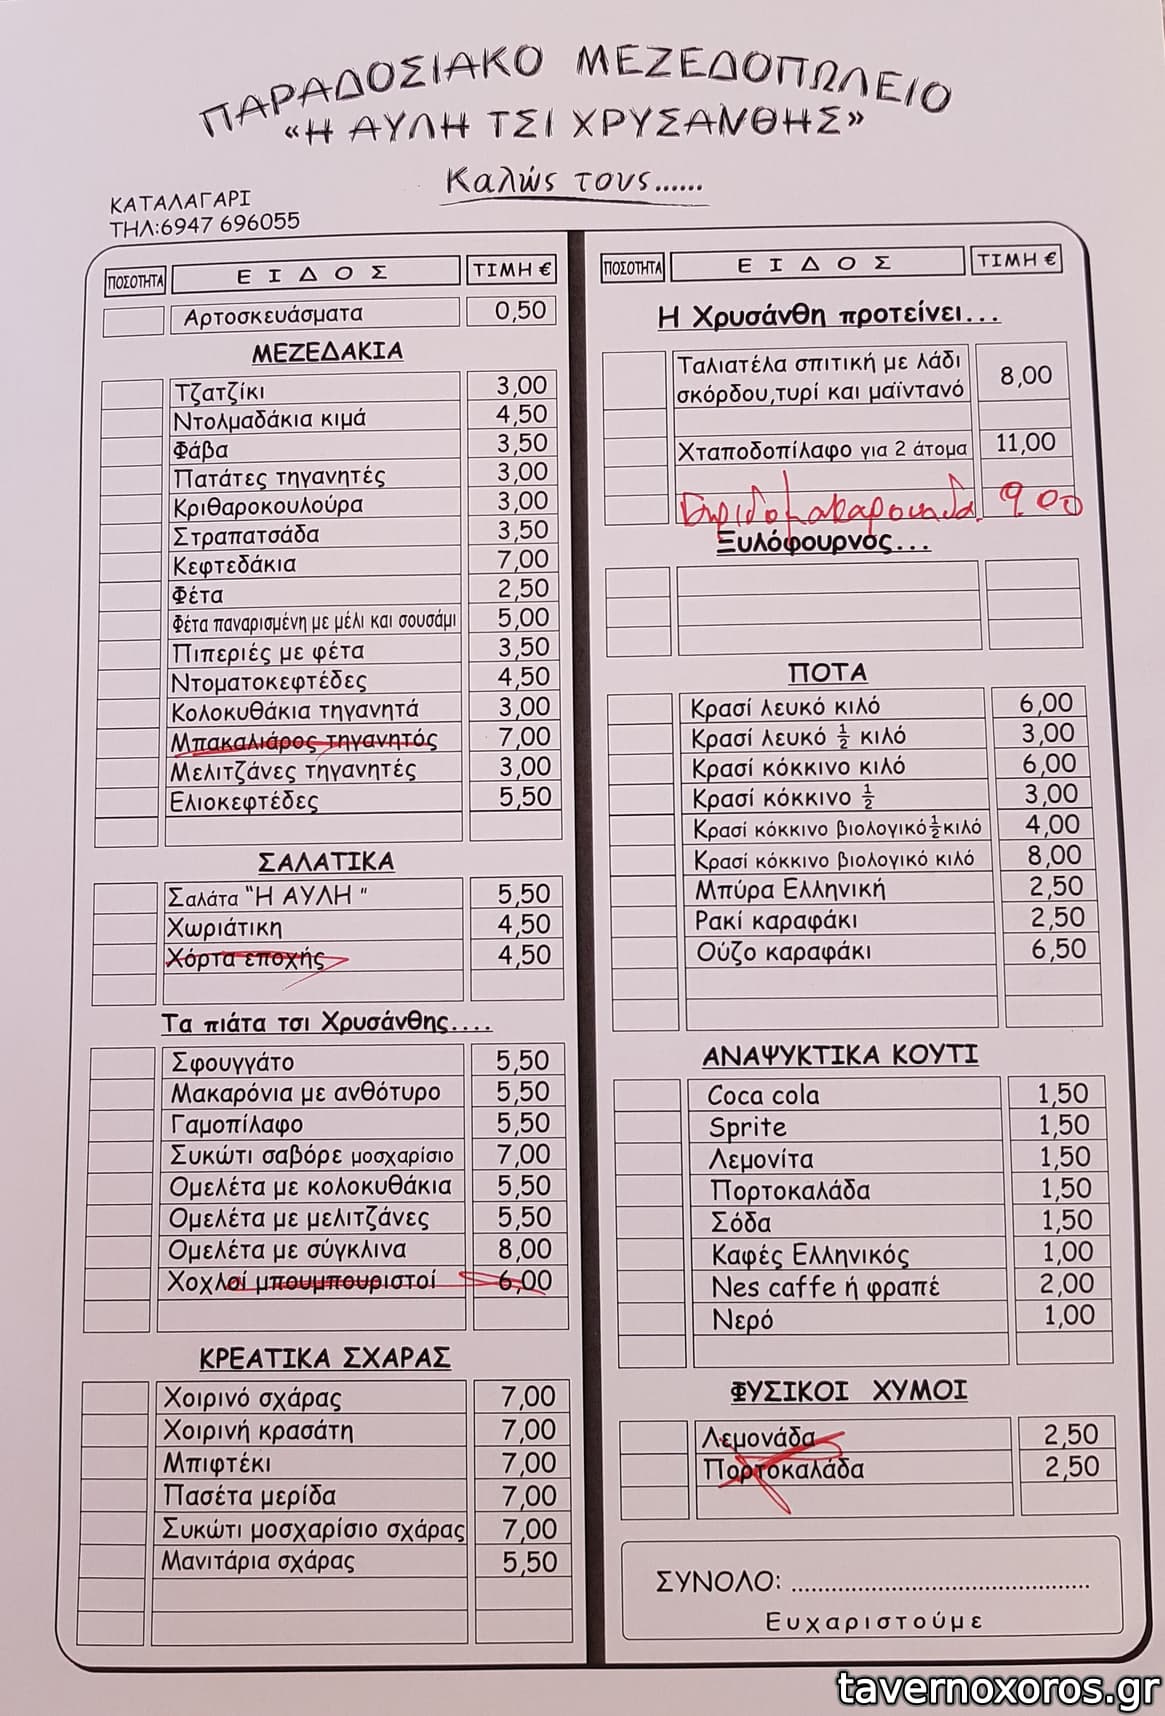 ΠΑΡΑΔΟΣΙΑΚΟ ΜΕΖΕΔΟΠΩΛΕΙΟ
«Η ΑΥΛΗ ΤΣΙ ΧΡΥΣΑΝΘΗΣ»
Καλώς τους......
ΚΑΤΑΛΑΓΑΡΙ
ΤΗΛ:6947 696055
ΠΟΣΟΤΗΤΑ ΕΙΔΟΣ ΤΙΜΗ €
Αρτοσκευάσματα 0,50
ΜΕΖΕΔΑΚΙΑ
Τζατζίκι 3,00
Ντολμαδάκια κιμά 4,50
Φάβα 3,50
Πατάτες τηγανητές 3,00
Κριθαροκουλούρα 3,00
Στραπατσάδα 3,50
Κεφτεδάκια 7,00
Φέτα 2,50
Φέτα παναρισμένη με μέλι και σουσάμι 5,00
Πιπεριές με φέτα 3,50
Ντοματοκεφτέδες 4,50
Κολοκυθάκια τηγανητά 3,00
Μπακαλιάρος τηγανητός 7,00
Μελιτζάνες τηγανητές 3,00
Ελιοκεφτέδες 5,50
ΣΑΛΑΤΙΚΑ
Σαλάτα "Η ΑΥΛΗ " 5,50
Χωριάτικη 4,50
Χόρτα εποχής 4,50
Τα πιάτα τσι Χρυσάνθης....
Σφουγγάτο 5,50
Μακαρόνια με ανθότυρο 5,50
Γαμοπίλαφο 5,50
Συκώτι σαβόρε μοσχαρίσιο 7,00
Ομελέτα με κολοκυθάκια 5,50
Ομελέτα με μελιτζάνες 5,50
Ομελέτα με σύγκλινα 8,00
Χοχλοί μπουμπουριστοί 6,00
ΚΡΕΑΤΙΚΑ ΣΧΑΡΑΣ
Χοιρινό σχάρας 7,00
Χοιρινή κρασάτη 7,00
Μπιφτέκι 7,00
Πασέτα μερίδα 7,00
Συκώτι μοσχαρίσιο σχάρας 7,00
Μανιτάρια σχάρας 5,50
ΠΟΣΟΤΗΤΑ ΕΙΔΟΣ ΤΙΜΗ €
Η Χρυσάνθη προτείνει...
Ταλιατέλα σπιτική με λάδι
σκόρδου,τυρί και μαϊντανό 8,00
Χταποδοπίλαφο για 2 άτομα 11,00
Γαριδομακαρονάδα 9.00
Ξυλόφουρνος...
ΠΟΤΑ
Κρασί λευκό κιλό 6,00
Κρασί λευκό ½ κιλό 3,00
Κρασί κόκκινο κιλό 6,00
Κρασί κόκκινο ½ 3,00
Κρασί κόκκινο βιολογικό ½ κιλό 4,00
Κρασί κόκκινο βιολογικό κιλό 8,00
Μπύρα Ελληνική 2,50
Ρακί καραφάκι 2,50
Ούζο καραφάκι 6,50
ΑΝΑΨΥΚΤΙΚΑ ΚΟΥΤΙ
Coca cola 1,50
Sprite 1,50
Λεμονίτα 1,50
Πορτοκαλάδα 1,50
Σόδα 1,50
Καφές Ελληνικός 1,00
Nes caffe ή φραπέ 2,00
Νερό 1,00
ΦΥΣΙΚΟΙ ΧΥΜΟΙ
Λεμονάδα 2,50
Πορτοκαλάδα 2,50
ΣΥΝΟΛΟ: ............................................
Ευχαριστούμε
tavernoxoros.gr